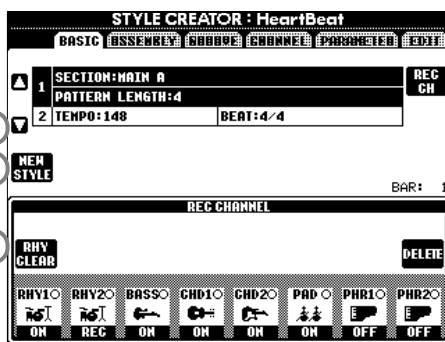 STYLE CREATOR : HeartBeat
BASIC ASSEMBLY GROOVE CHANNEL PARAMETER EDIT
1 SECTION:MAIN A
PATTERN LENGTH:4
REC CH
2 TEMPO:148 BEAT:4/4
NEW STYLE
BAR: 1
REC CHANNEL
RHY CLEAR
DELETE
RHY1 RHY2 BASS CHD1 CHD2 PAD PHR1 PHR2
ON REC ON ON ON ON OFF OFF